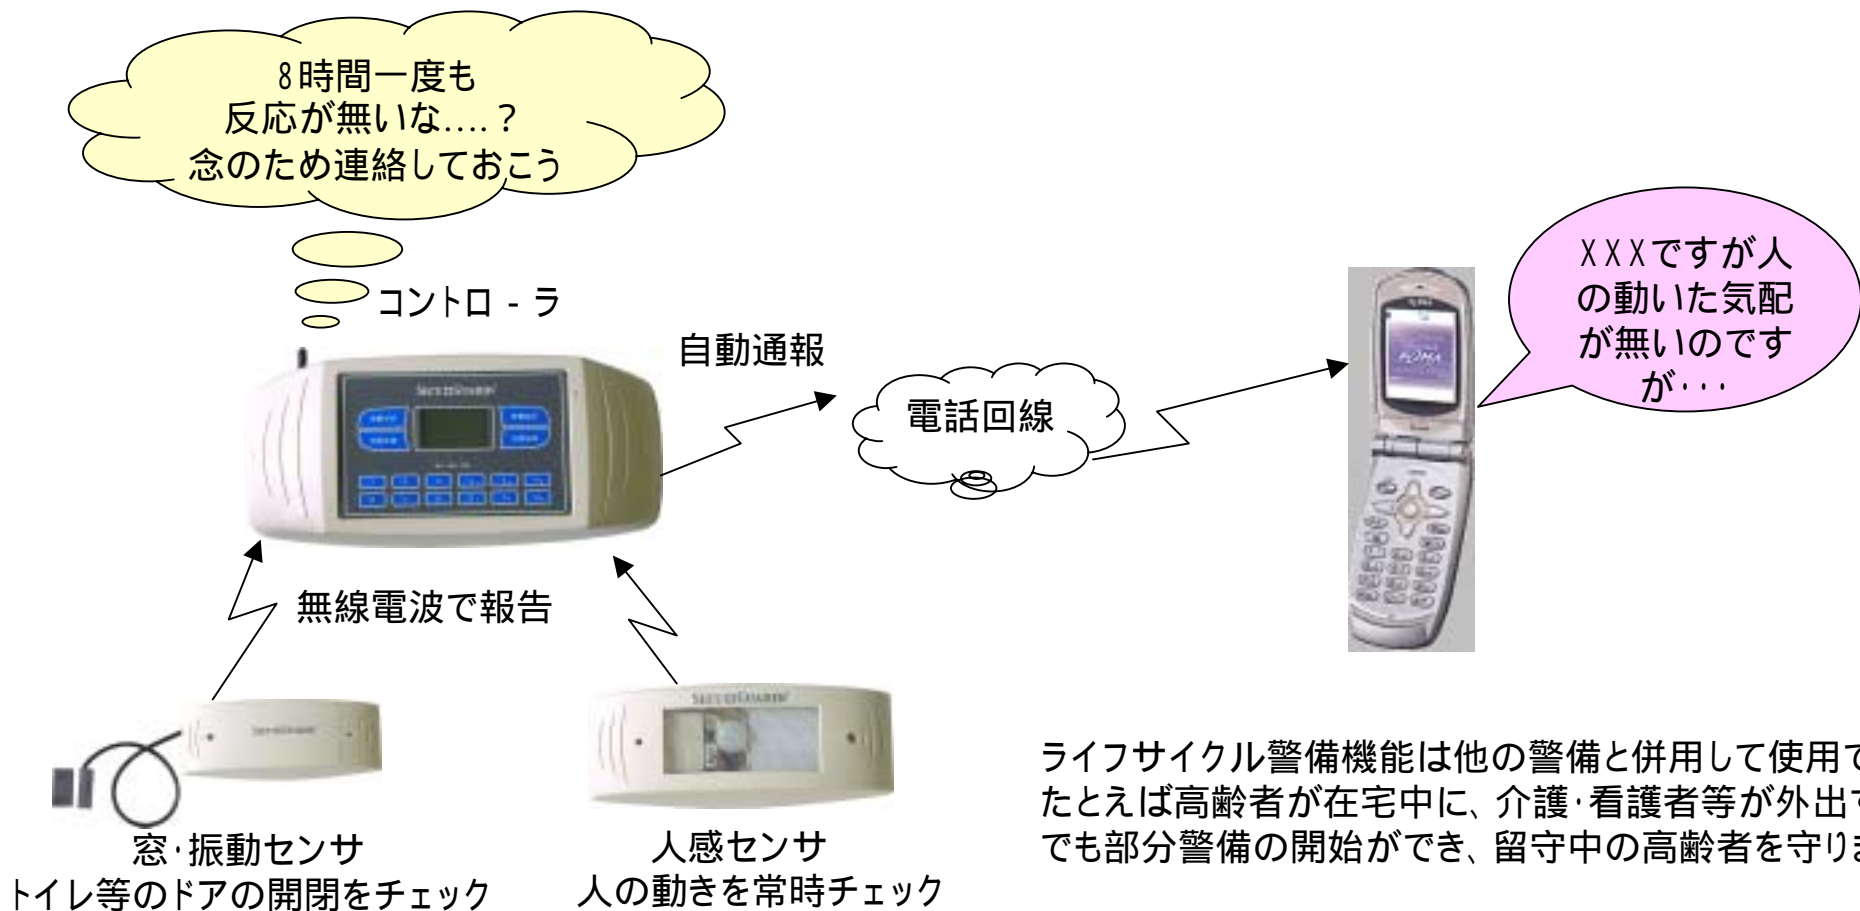 8時間一度も
反応が無いな....？
念のため連絡しておこう
コントロ - ラ
自動通報
電話回線
XXXですが人
の動いた気配
が無いのです
が･･･
無線電波で報告
窓･振動センサ
トイレ等のドアの開閉をチェック
人感センサ
人の動きを常時チェック
ライフサイクル警備機能は他の警備と併用して使用で
たとえば高齢者が在宅中に、介護･看護者等が外出す
でも部分警備の開始ができ、留守中の高齢者を守りま